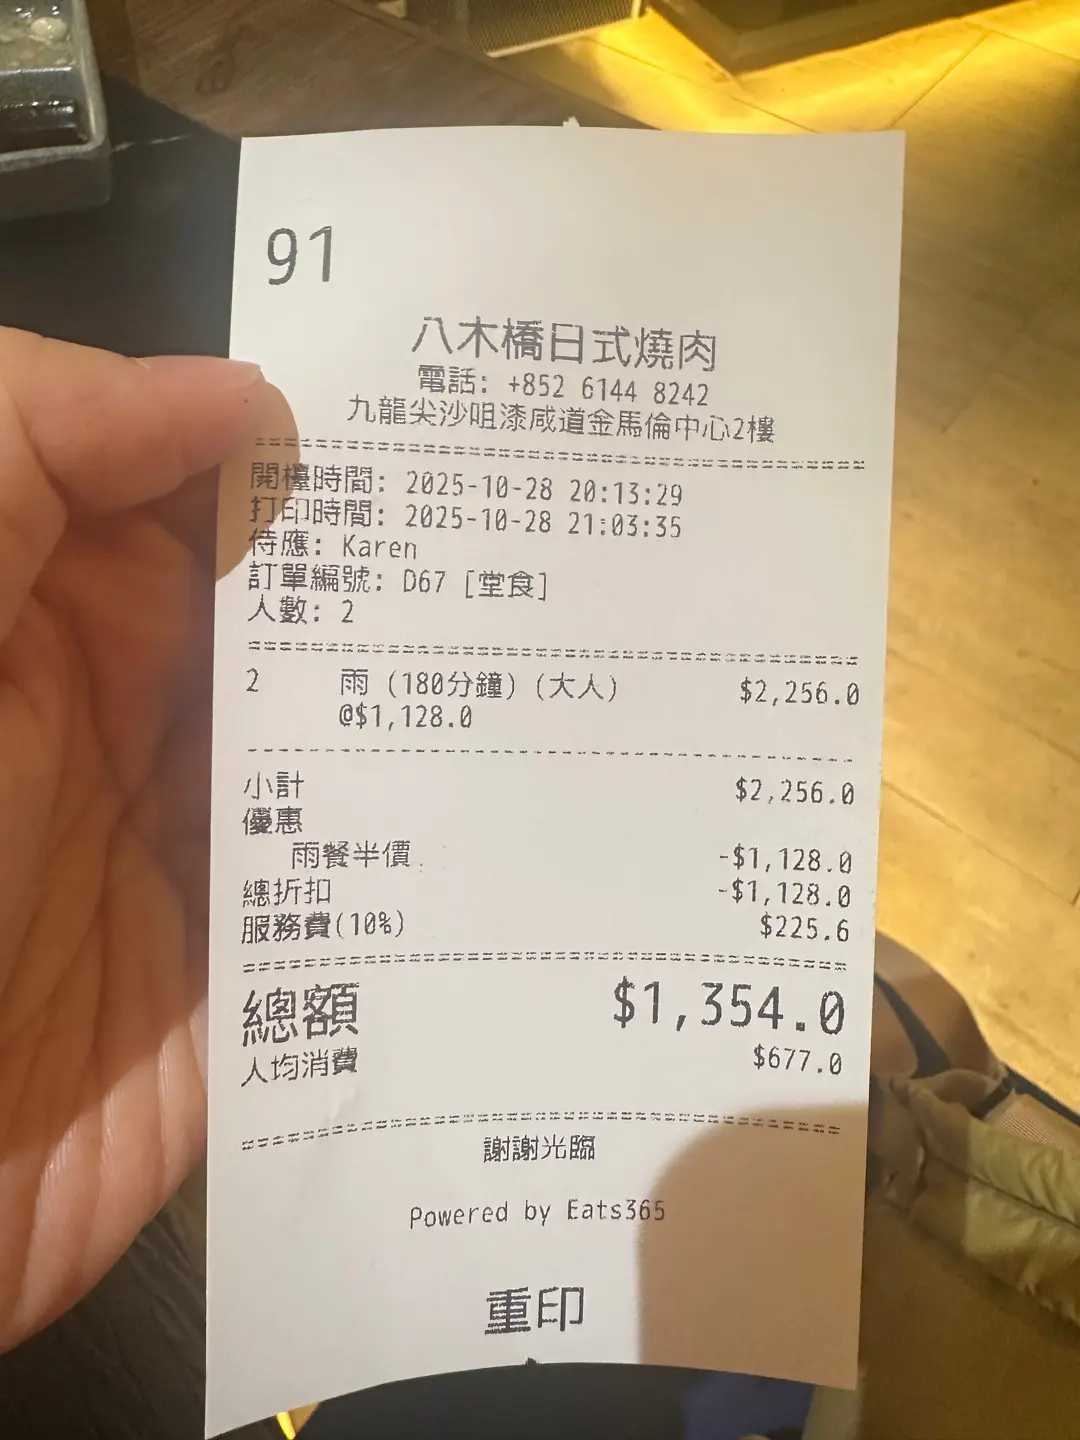 91
八木橋日式燒肉
電話: +852 6144 8242
九龍尖沙咀漆咸道金馬倫中心2樓
開檯時間: 2025-10-28 20:13:29
打印時間: 2025-10-28 21:03:35
侍應: Karen
訂單編號: D67 [堂食]
人數: 2
2 雨 (180分鐘) (大人) $2,256.0
@$1,128.0
小計 $2,256.0
優惠
雨餐半價 -$1,128.0
總折扣 -$1,128.0
服務費(10%) $225.6
總額 $1,354.0
人均消費 $677.0
謝謝光臨
Powered by Eats365
重印